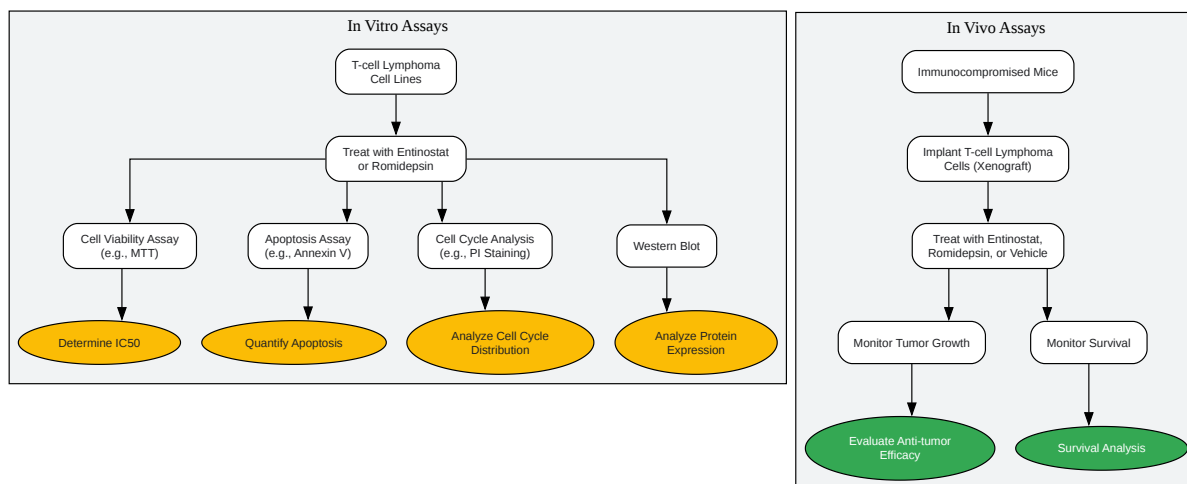 In Vitro Assays
T-cell Lymphoma
Cell Lines
Treat with Entinostat
or Romidepsin
Cell Viability Assay
(e.g., MTT)
Apoptosis Assay
(e.g., Annexin V)
Cell Cycle Analysis
(e.g., PI Staining)
Western Blot
Determine IC50
Quantify Apoptosis
Analyze Cell Cycle
Distribution
Analyze Protein
Expression
In Vivo Assays
Immunocompromised Mice
Implant T-cell Lymphoma
Cells (Xenograft)
Treat with Entinostat,
Romidepsin, or Vehicle
Monitor Tumor Growth
Monitor Survival
Evaluate Anti-tumor
Efficacy
Survival Analysis